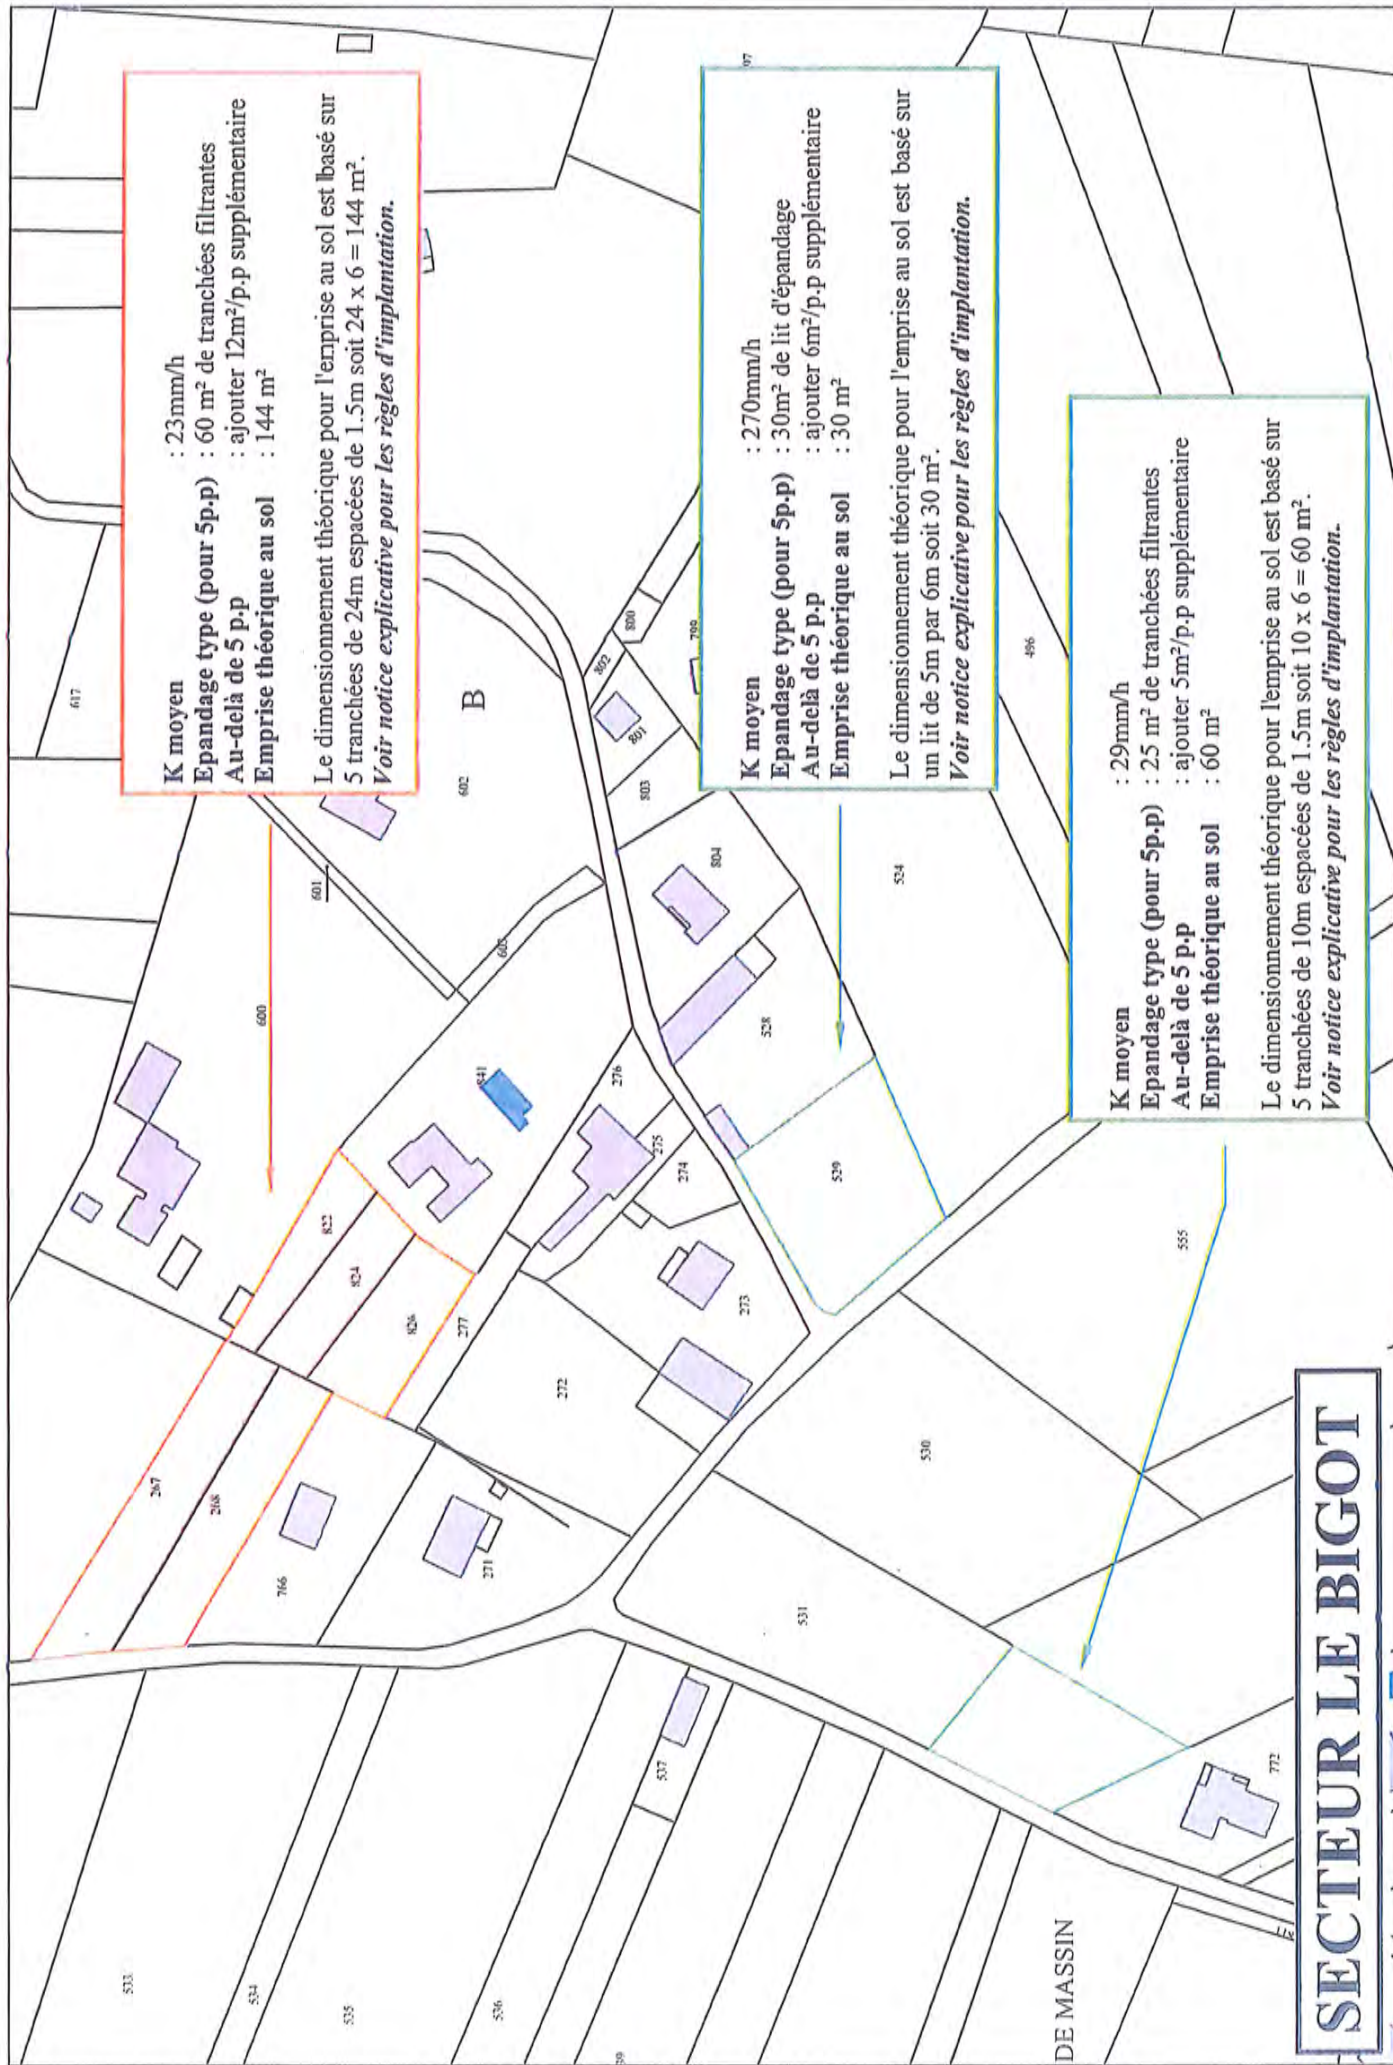 K moyen : 23mm/h
Epandage type (pour 5p.p) : 60 m² de tranchées filtrantes
Au-delà de 5 p.p : ajouter 12m²/p.p supplémentaire
Emprise théorique au sol : 144 m²
Le dimensionnement théorique pour l'emprise au sol est basé sur
5 tranchées de 24m espacées de 1.5m soit 24 x 6 = 144 m².
Voir notice explicative pour les règles d'implantation.
K moyen : 270mm/h
Epandage type (pour 5p.p) : 30m² de lit d'épandage
Au-delà de 5 p.p : ajouter 6m²/p.p supplémentaire
Emprise théorique au sol : 30 m²
Le dimensionnement théorique pour l'emprise au sol est basé sur
un lit de 5m par 6m soit 30 m².
Voir notice explicative pour les règles d'implantation.
K moyen : 29mm/h
Epandage type (pour 5p.p) : 25 m² de tranchées filtrantes
Au-delà de 5 p.p : ajouter 5m²/p.p supplémentaire
Emprise théorique au sol : 60 m²
Le dimensionnement théorique pour l'emprise au sol est basé sur
5 tranchées de 10m espacées de 1.5m soit 10 x 6 = 60 m².
Voir notice explicative pour les règles d'implantation.
617
B
602
601
600
603
841
822
824
826
277
267
268
766
271
272
273
274
275
276
800
802
801
799
803
804
528
529
524
496
555
530
531
537
772
533
534
535
536
DE MASSIN
SECTEUR LE BIGOT